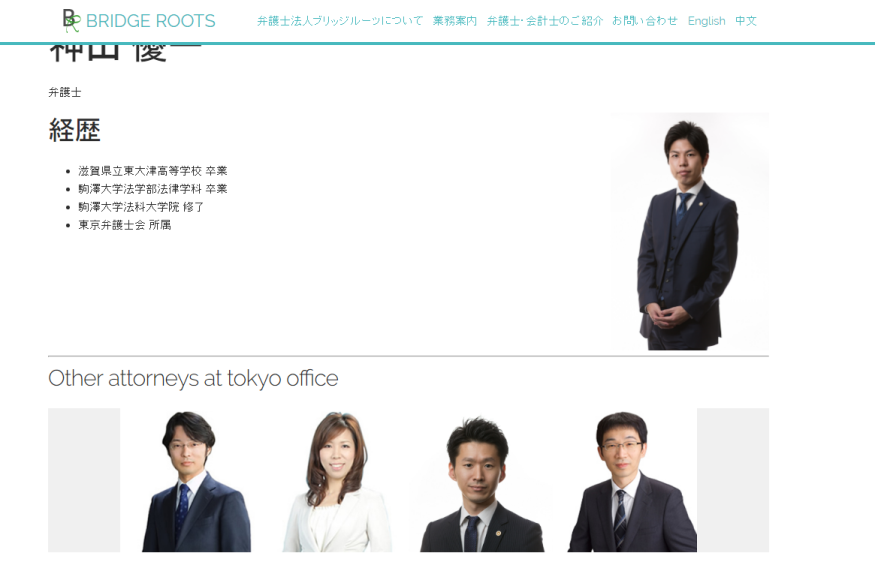 BRIDGE ROOTS
弁護士法人ブリッジルーツについて 業務案内 弁護士・会計士のご紹介 お問い合わせ English 中文
神山 優一
弁護士
経歴
滋賀県立東大津高等学校 卒業
駒澤大学法学部法律学科 卒業
駒澤大学法科大学院 修了
東京弁護士会 所属
Other attorneys at tokyo office